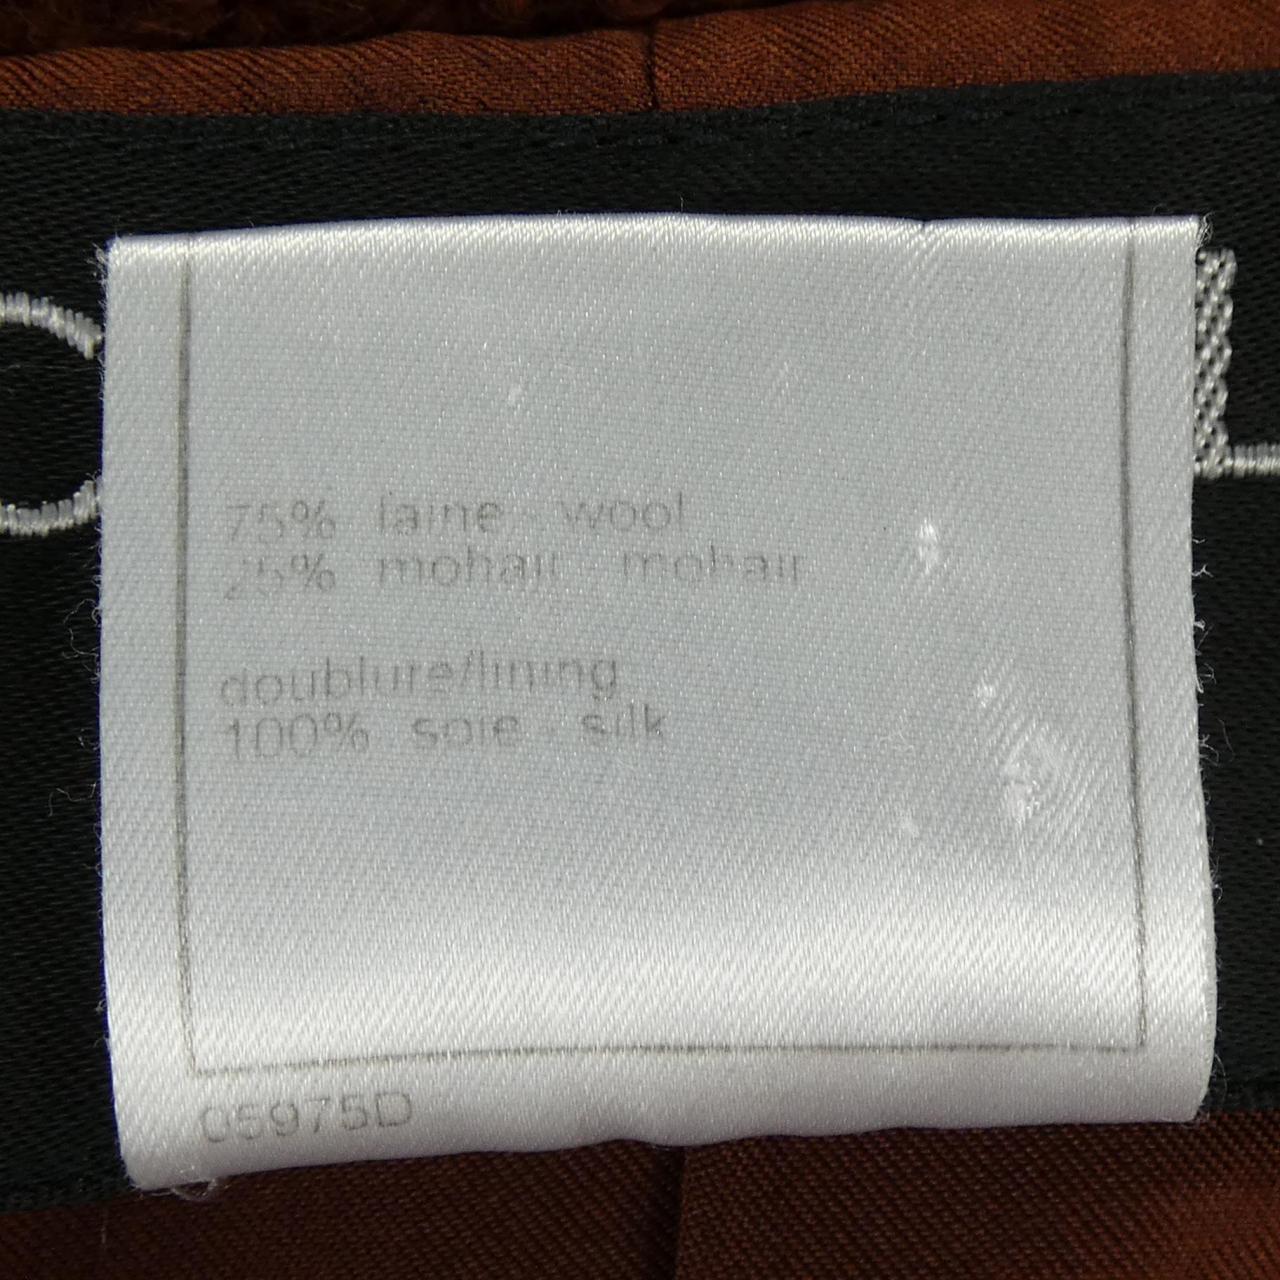 75% laine - wool
25% mohair - mohair
doublure/lining
100% soie - silk
05975D